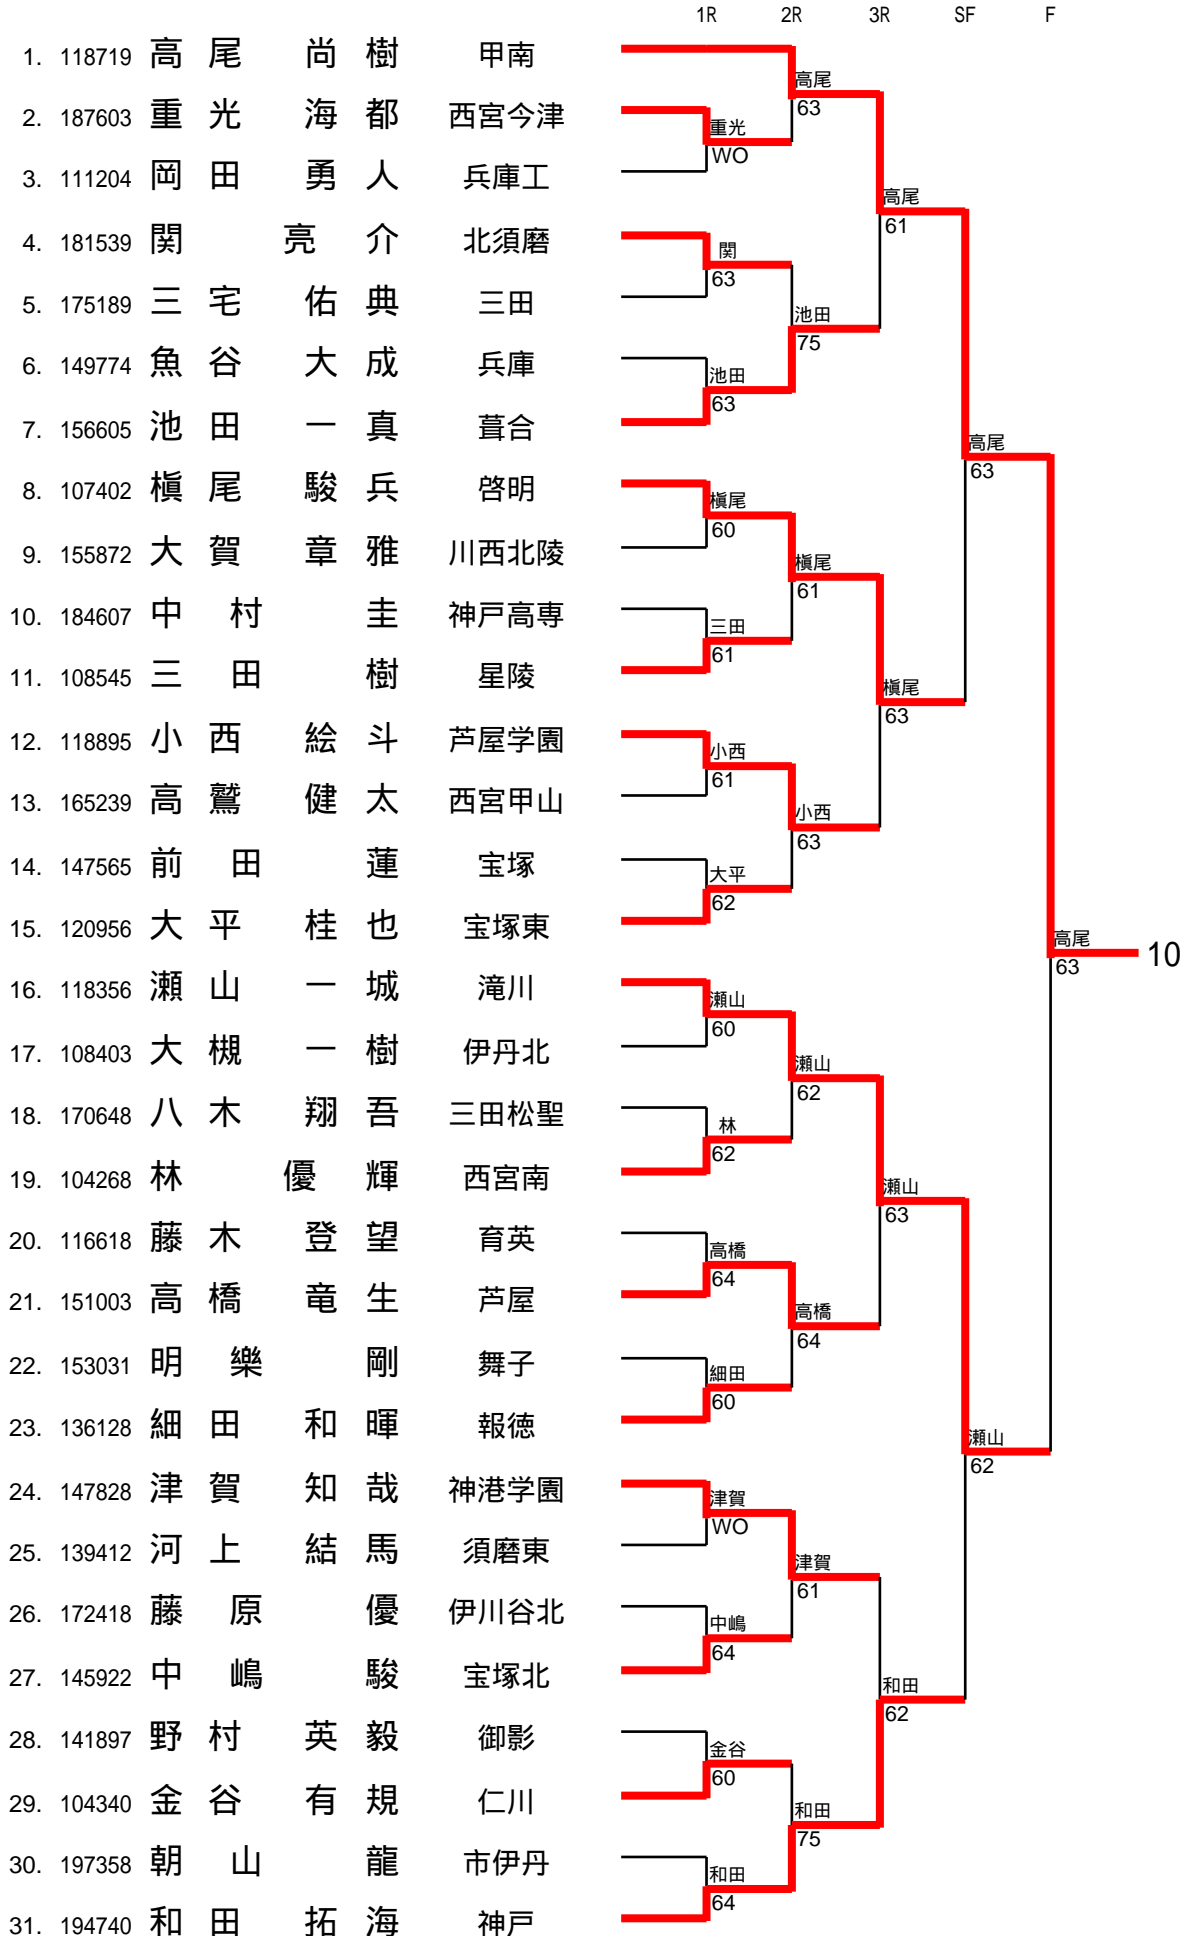 1R 2R 3R SF F
1. 118719 高尾 尚樹 甲南
高尾
63
2. 187603 重光 海都 西宮今津
重光
WO
3. 111204 岡田 勇人 兵庫工
高尾
61
4. 181539 関 亮介 北須磨
関
63
5. 175189 三宅 佑典 三田
池田
75
6. 149774 魚谷 大成 兵庫
池田
63
7. 156605 池田 一真 葺合
高尾
63
8. 107402 槇尾 駿兵 啓明
槇尾
60
9. 155872 大賀 章雅 川西北陵
槇尾
61
10. 184607 中村 圭 神戸高専
三田
61
11. 108545 三田 樹 星陵
槇尾
63
12. 118895 小西 絵斗 芦屋学園
小西
61
13. 165239 高鷲 健太 西宮甲山
小西
63
14. 147565 前田 蓮 宝塚
大平
62
15. 120956 大平 桂也 宝塚東
高尾
63
10
16. 118356 瀬山 一城 滝川
瀬山
60
17. 108403 大槻 一樹 伊丹北
瀬山
62
18. 170648 八木 翔吾 三田松聖
林
62
19. 104268 林 優輝 西宮南
瀬山
63
20. 116618 藤木 登望 育英
高橋
64
21. 151003 高橋 竜生 芦屋
高橋
64
22. 153031 明樂 剛 舞子
細田
60
23. 136128 細田 和暉 報徳
瀬山
62
24. 147828 津賀 知哉 神港学園
津賀
WO
25. 139412 河上 結馬 須磨東
津賀
61
26. 172418 藤原 優 伊川谷北
中嶋
64
27. 145922 中嶋 駿 宝塚北
和田
62
28. 141897 野村 英毅 御影
金谷
60
29. 104340 金谷 有規 仁川
和田
75
30. 197358 朝山 龍 市伊丹
和田
64
31. 194740 和田 拓海 神戸